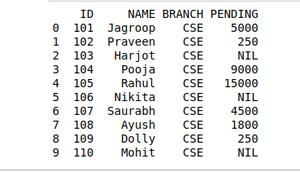 ID NAME BRANCH PENDING
0 101 Jagroop CSE 5000
1 102 Praveen CSE 250
2 103 Harjot CSE NIL
3 104 Pooja CSE 9000
4 105 Rahul CSE 15000
5 106 Nikita CSE NIL
6 107 Saurabh CSE 4500
7 108 Ayush CSE 1800
8 109 Dolly CSE 250
9 110 Mohit CSE NIL